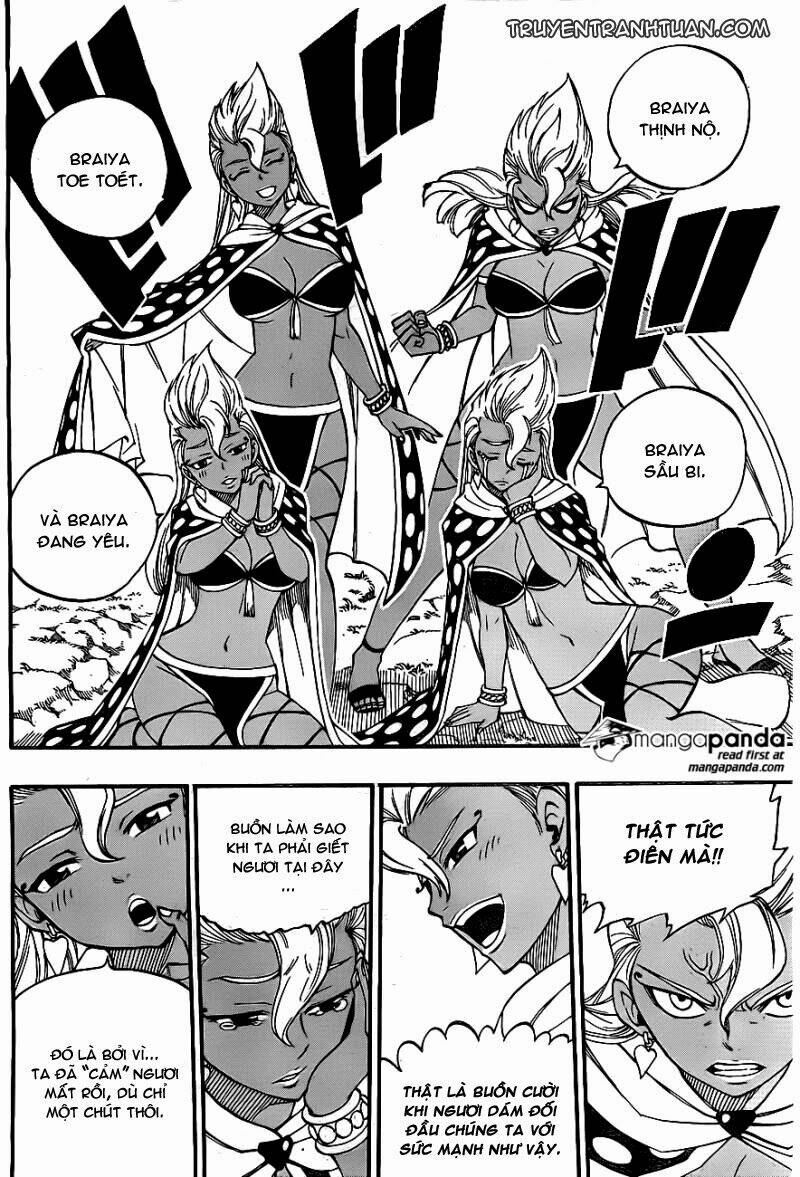 TRUYENTRANHTUAN.COM
BRAIYA
THỊNH NỘ.
BRAIYA
TOE TOÉT.
BRAIYA
SẦU BI.
VÀ BRAIYA
ĐANG YÊU.
mangapanda
read first at
mangapanda.com
THẬT TỨC
ĐIÊN MÀ!!
THẬT LÀ BUỒN CƯỜI
KHI NGƯƠI DÁM ĐỐI
ĐẦU CHÚNG TA VỚI
SỨC MẠNH NHƯ VẬY.
BUỒN LÀM SAO
KHI TA PHẢI GIẾT
NGƯƠI TẠI ĐÂY
...
ĐÓ LÀ BỞI VÌ...
TA ĐÃ "CẢM" NGƯƠI
MẤT RỒI, DÙ CHỈ
MỘT CHÚT THÔI.